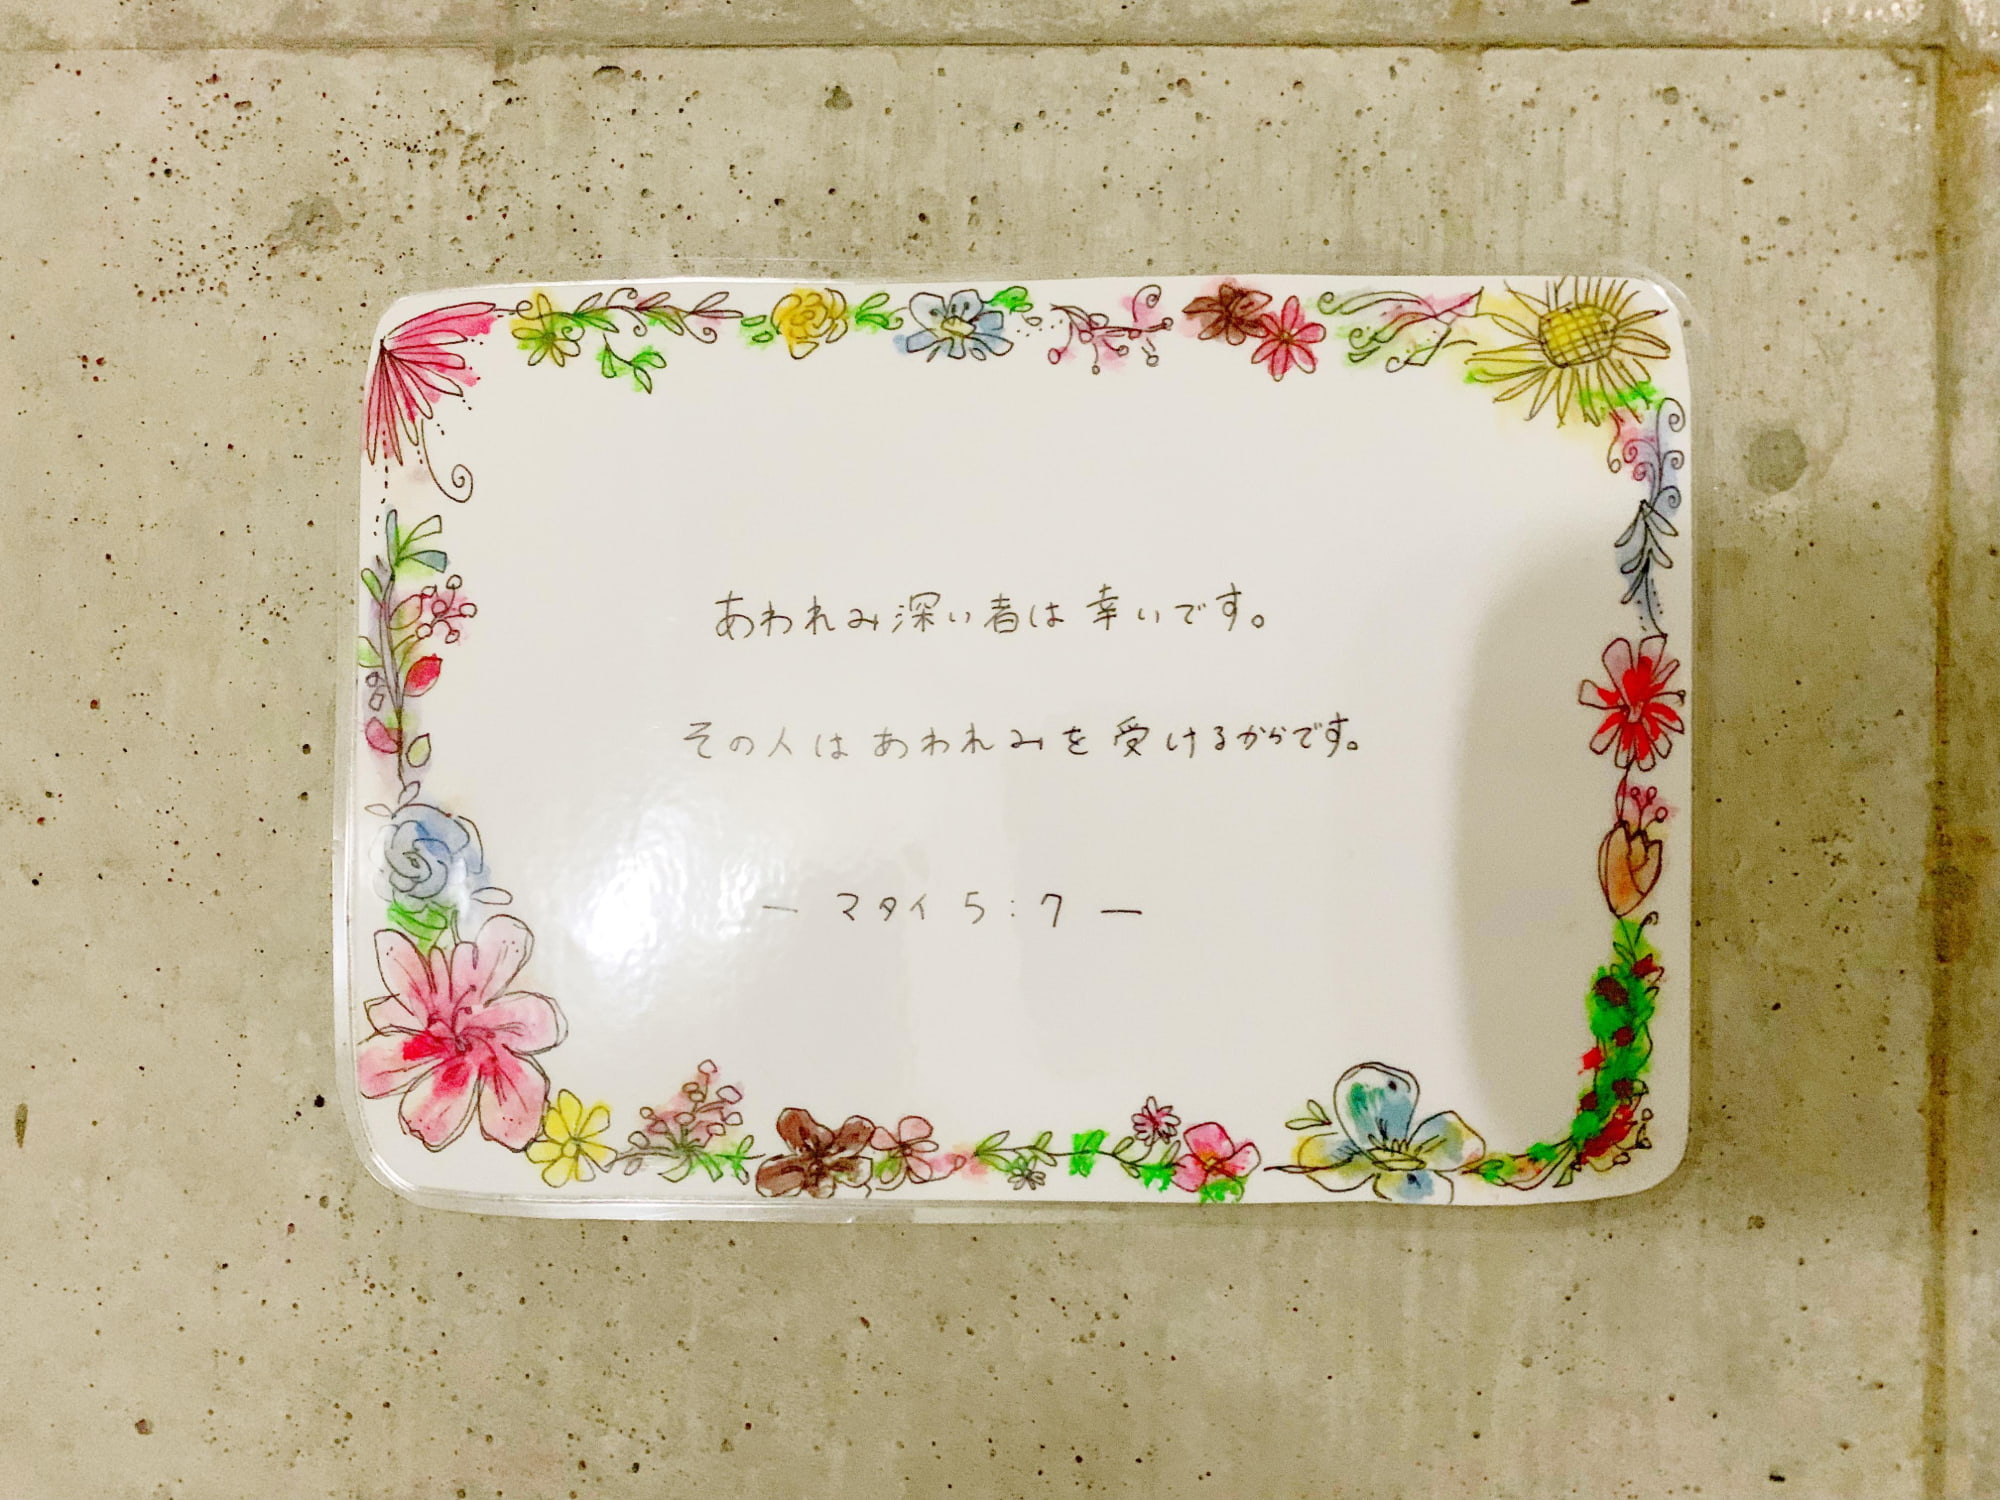 あわれみ深い者は幸いです。
その人はあわれみを受けるからです。
— マタイ 5:7 —